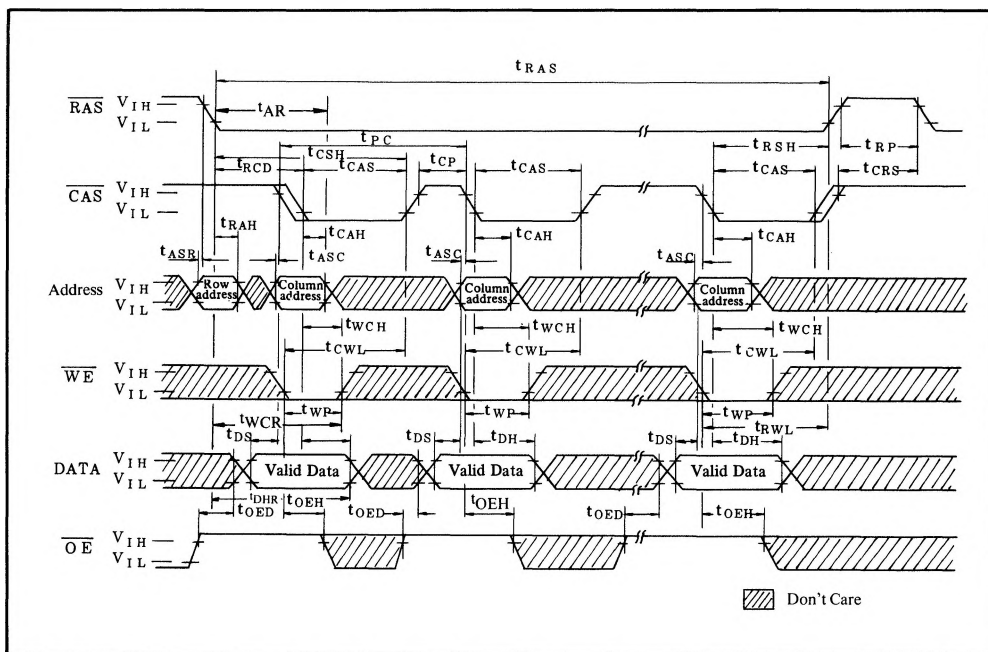 tRAS
RAS VIH
VIL
tAR
tPC
tCSH
tRSH
tRP
tRCD
tCAS
tCP
tCAS
tCAS
tCRS
CAS VIH
VIL
tRAH
tCAH
tCAH
tCAH
tASR
tASC
tASC
tASC
Address VIH
VIL
Row address
Column address
Column address
Column address
tWCH
tWCH
tWCH
tCWL
tCWL
tCWL
WE VIH
VIL
tWP
tWP
tWP
tWCR
tRWL
tDS
tDS
tDH
tDS
tDH
DATA VIH
VIL
Valid Data
Valid Data
Valid Data
tDHR
tOEH
tOEH
tOEH
tOED
tOED
tOED
OE VIH
VIL
Don't Care